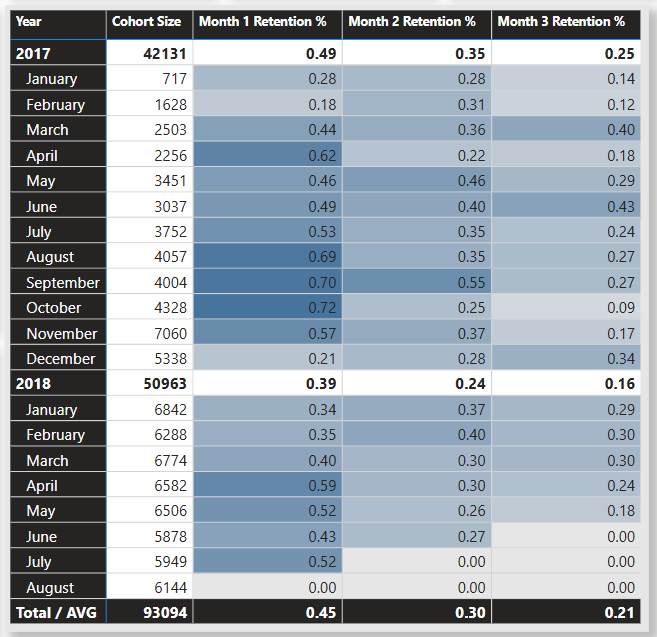 Year Cohort Size Month 1 Retention % Month 2 Retention % Month 3 Retention %
2017 42131 0.49 0.35 0.25
January 717 0.28 0.28 0.14
February 1628 0.18 0.31 0.12
March 2503 0.44 0.36 0.40
April 2256 0.62 0.22 0.18
May 3451 0.46 0.46 0.29
June 3037 0.49 0.40 0.43
July 3752 0.53 0.35 0.24
August 4057 0.69 0.35 0.27
September 4004 0.70 0.55 0.27
October 4328 0.72 0.25 0.09
November 7060 0.57 0.37 0.17
December 5338 0.21 0.28 0.34
2018 50963 0.39 0.24 0.16
January 6842 0.34 0.37 0.29
February 6288 0.35 0.40 0.30
March 6774 0.40 0.30 0.30
April 6582 0.59 0.30 0.24
May 6506 0.52 0.26 0.18
June 5878 0.43 0.27 0.00
July 5949 0.52 0.00 0.00
August 6144 0.00 0.00 0.00
Total / AVG 93094 0.45 0.30 0.21